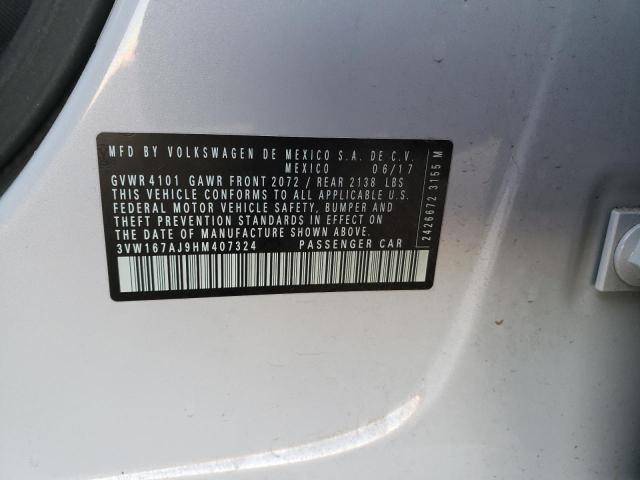 MFD BY VOLKSWAGEN DE MEXICO S.A. DE C.V.
MEXICO 06/17
GVWR 4101 GAWR FRONT 2072 / REAR 2138 LBS
THIS VEHICLE CONFORMS TO ALL APPLICABLE U.S.
FEDERAL MOTOR VEHICLE SAFETY, BUMPER AND
THEFT PREVENTION STANDARDS IN EFFECT ON
THE DATE OF MANUFACTURE SHOWN ABOVE.
3VW167AJ9HM407324 PASSENGER CAR
2426672 3155 M